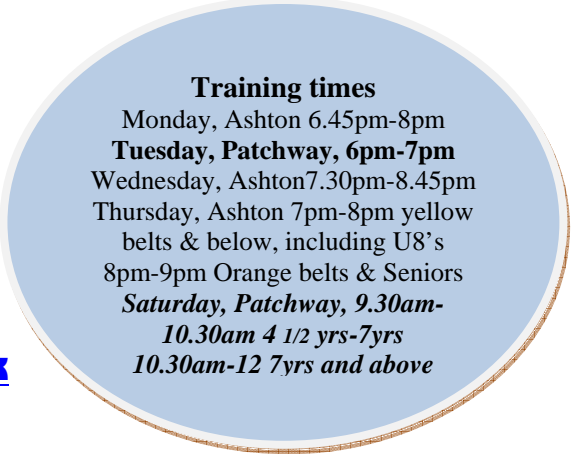 Training times
Monday, Ashton 6.45pm-8pm
Tuesday, Patchway, 6pm-7pm
Wednesday, Ashton7.30pm-8.45pm
Thursday, Ashton 7pm-8pm yellow
belts & below, including U8's
8pm-9pm Orange belts & Seniors
Saturday, Patchway, 9.30am-
10.30am 4 1/2 yrs-7yrs
10.30am-12 7yrs and above